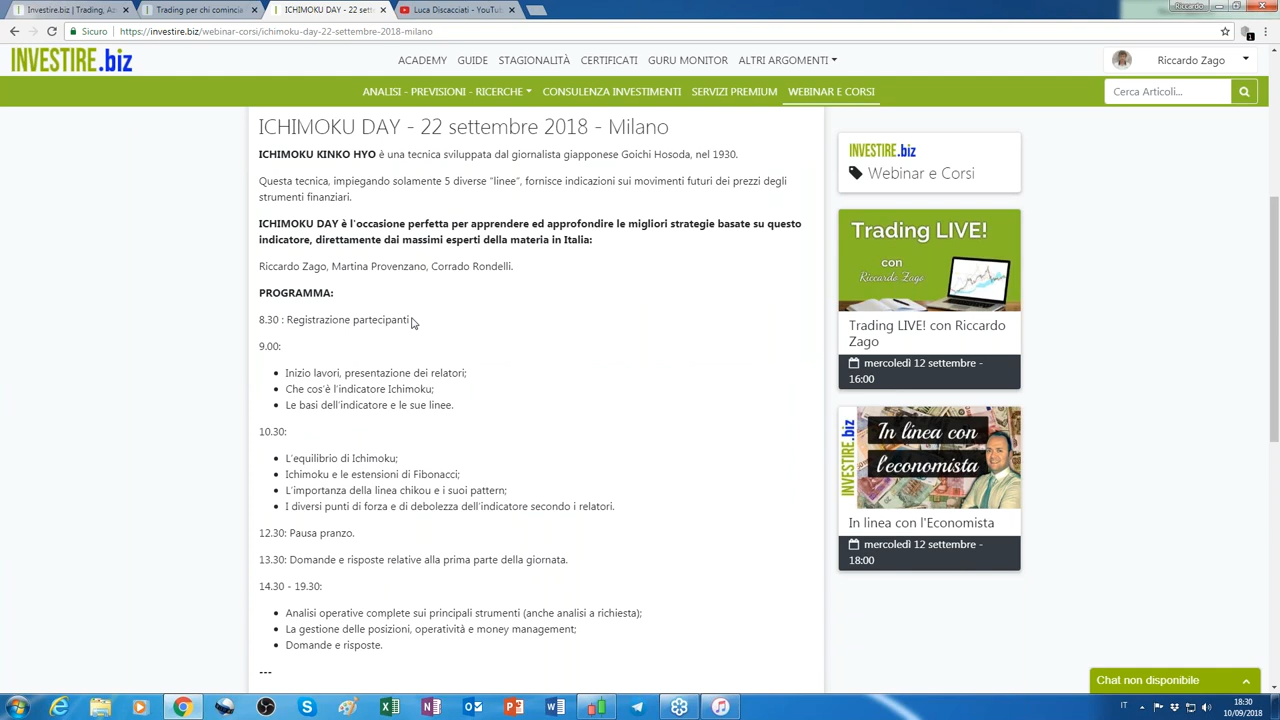 Investire.biz | Trading, Az
Trading per chi comincia
ICHIMOKU DAY - 22 sett
Luca Discacciati - YouTu
Riccardo
Sicuro
https://investire.biz/webinar-corsi/ichimoku-day-22-settembre-2018-milano
1
INVESTIRE.biz
ACADEMY GUIDE STAGIONALITÀ CERTIFICATI GURU MONITOR ALTRI ARGOMENTI
Riccardo Zago
ANALISI - PREVISIONI - RICERCHE CONSULENZA INVESTIMENTI SERVIZI PREMIUM WEBINAR E CORSI
Cerca Articoli...
ICHIMOKU DAY - 22 settembre 2018 - Milano
ICHIMOKU KINKO HYO è una tecnica sviluppata dal giornalista giapponese Goichi Hosoda, nel 1930.
Questa tecnica, impiegando solamente 5 diverse "linee", fornisce indicazioni sui movimenti futuri dei prezzi degli
strumenti finanziari.
ICHIMOKU DAY è l'occasione perfetta per apprendere ed approfondire le migliori strategie basate su questo
indicatore, direttamente dai massimi esperti della materia in Italia:
Riccardo Zago, Martina Provenzano, Corrado Rondelli.
PROGRAMMA:
8.30 : Registrazione partecipanti
9.00:
Inizio lavori, presentazione dei relatori;
Che cos'è l'indicatore Ichimoku;
Le basi dell'indicatore e le sue linee.
10.30:
L'equilibrio di Ichimoku;
Ichimoku e le estensioni di Fibonacci;
L'importanza della linea chikou e i suoi pattern;
I diversi punti di forza e di debolezza dell'indicatore secondo i relatori.
12.30: Pausa pranzo.
13.30: Domande e risposte relative alla prima parte della giornata.
14.30 - 19.30:
Analisi operative complete sui principali strumenti (anche analisi a richiesta);
La gestione delle posizioni, operatività e money management;
Domande e risposte.
---
INVESTIRE.biz
Webinar e Corsi
Trading LIVE!
con
Riccardo Zago
Trading LIVE! con Riccardo
Zago
mercoledì 12 settembre -
16:00
INVESTIRE.biz
In linea con
l'economista
In linea con l'Economista
mercoledì 12 settembre -
18:00
Chat non disponibile
IT
18:30
10/09/2018